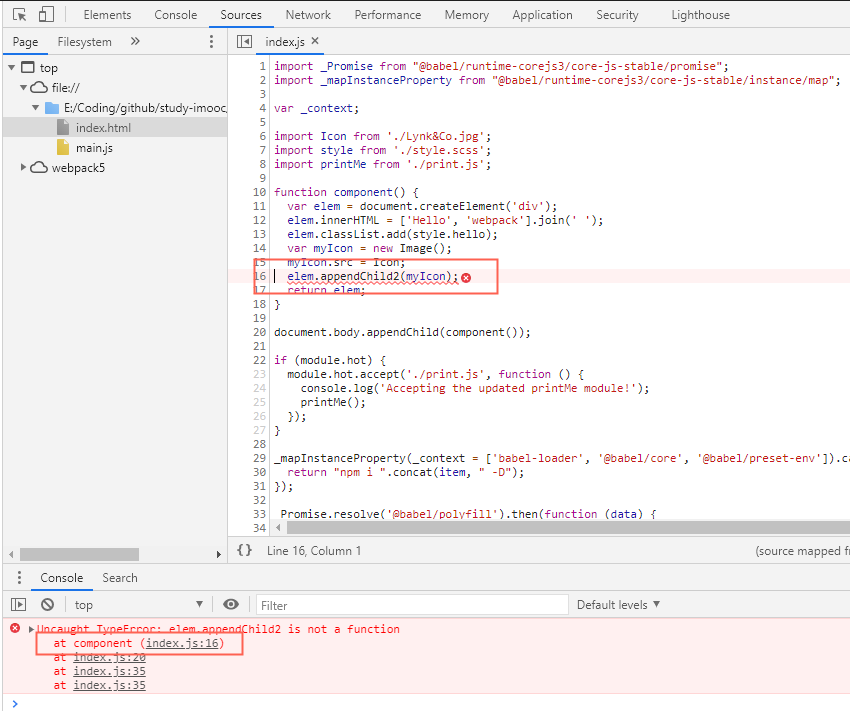 Elements Console Sources Network Performance Memory Application Security Lighthouse
Page Filesystem » index.js ×
top
file://
E:/Coding/github/study-imooc
index.html
main.js
webpack5
1 import _Promise from "@babel/runtime-corejs3/core-js-stable/promise";
2 import _mapInstanceProperty from "@babel/runtime-corejs3/core-js-stable/instance/map";
3
4 var _context;
5
6 import Icon from './Lynk&Co.jpg';
7 import style from './style.scss';
8 import printMe from './print.js';
9
10 function component() {
11 var elem = document.createElement('div');
12 elem.innerHTML = ['Hello', 'webpack'].join(' ');
13 elem.classList.add(style.hello);
14 var myIcon = new Image();
15 myIcon.src = Icon;
16 elem.appendChild2(myIcon);
17 return elem;
18 }
19
20 document.body.appendChild(component());
21
22 if (module.hot) {
23 module.hot.accept('./print.js', function () {
24 console.log('Accepting the updated printMe module!');
25 printMe();
26 });
27 }
28
29 _mapInstanceProperty(_context = ['babel-loader', '@babel/core', '@babel/preset-env']).ca
30 return "npm i ".concat(item, " -D");
31 });
32
33 _Promise.resolve('@babel/polyfill').then(function (data) {
34
{} Line 16, Column 1 (source mapped fr
Console Search
top Filter Default levels
Uncaught TypeError: elem.appendChild2 is not a function
at component (index.js:16)
at index.js:20
at index.js:35
at index.js:35